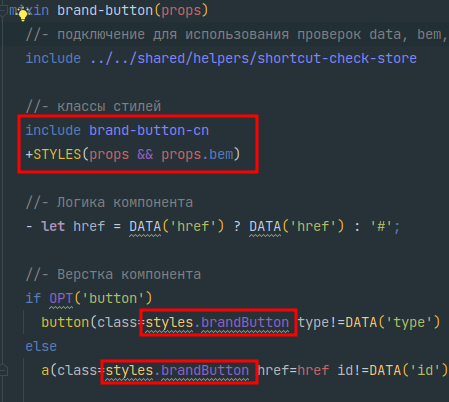 mixin brand-button(props)
//- подключение для использования проверок data, bem,
include ../../shared/helpers/shortcut-check-store
//- классы стилей
include brand-button-cn
+STYLES(props && props.bem)
//- Логика компонента
- let href = DATA('href') ? DATA('href') : '#';
//- Верстка компонента
if OPT('button')
button(class=styles.brandButton type!=DATA('type')
else
a(class=styles.brandButton href=href id!=DATA('id')